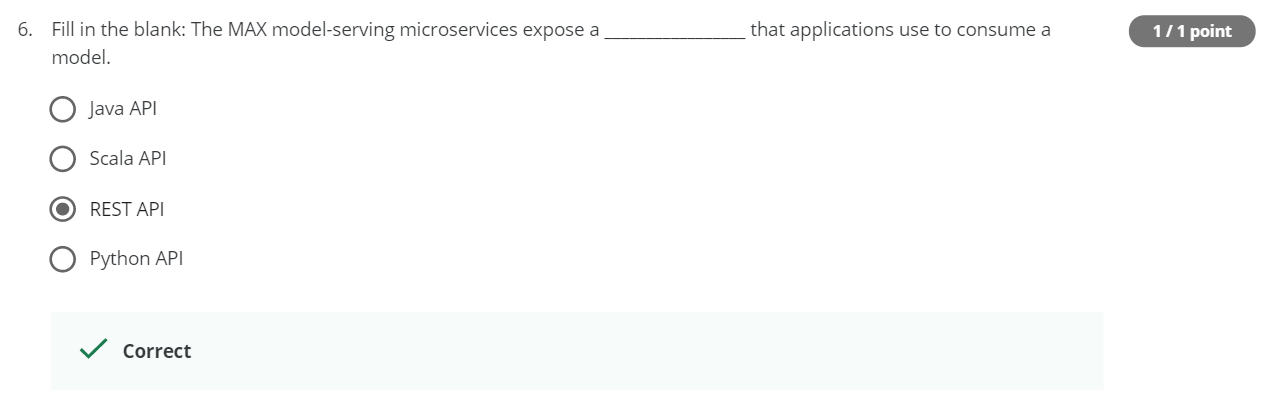 6. Fill in the blank: The MAX model-serving microservices expose a _________________ that applications use to consume a
model.
1 / 1 point
Java API
Scala API
REST API
Python API
Correct